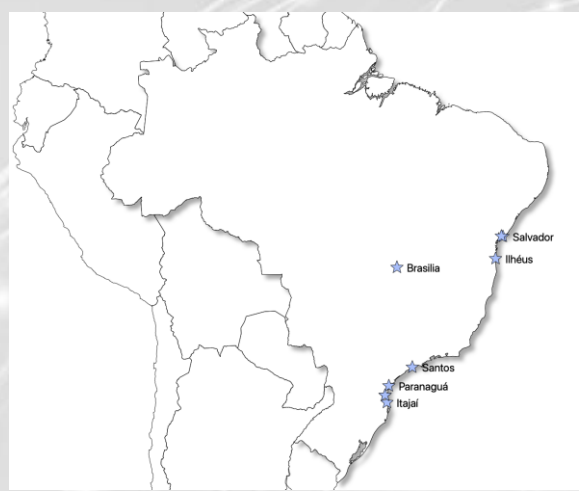 Salvador
Ilhéus
Brasilia
Santos
Paranaguá
Itajaí